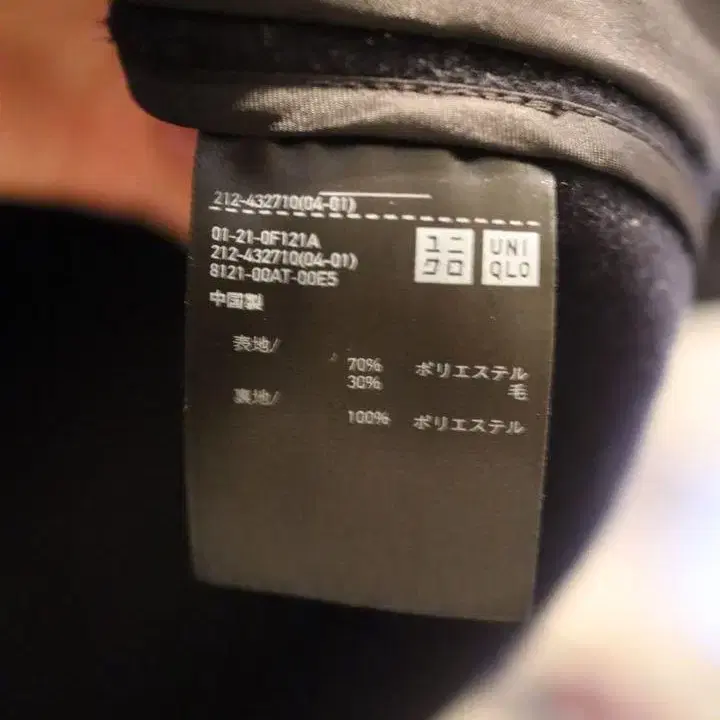 212-432710(04-01)
01-21-0F121A
212-432710(04-01)
8121-00AT-00E5
ユニ
クロ
UNI
QLO
中国製
表地/
70% ポリエステル
30% 毛
裏地/
100% ポリエステル